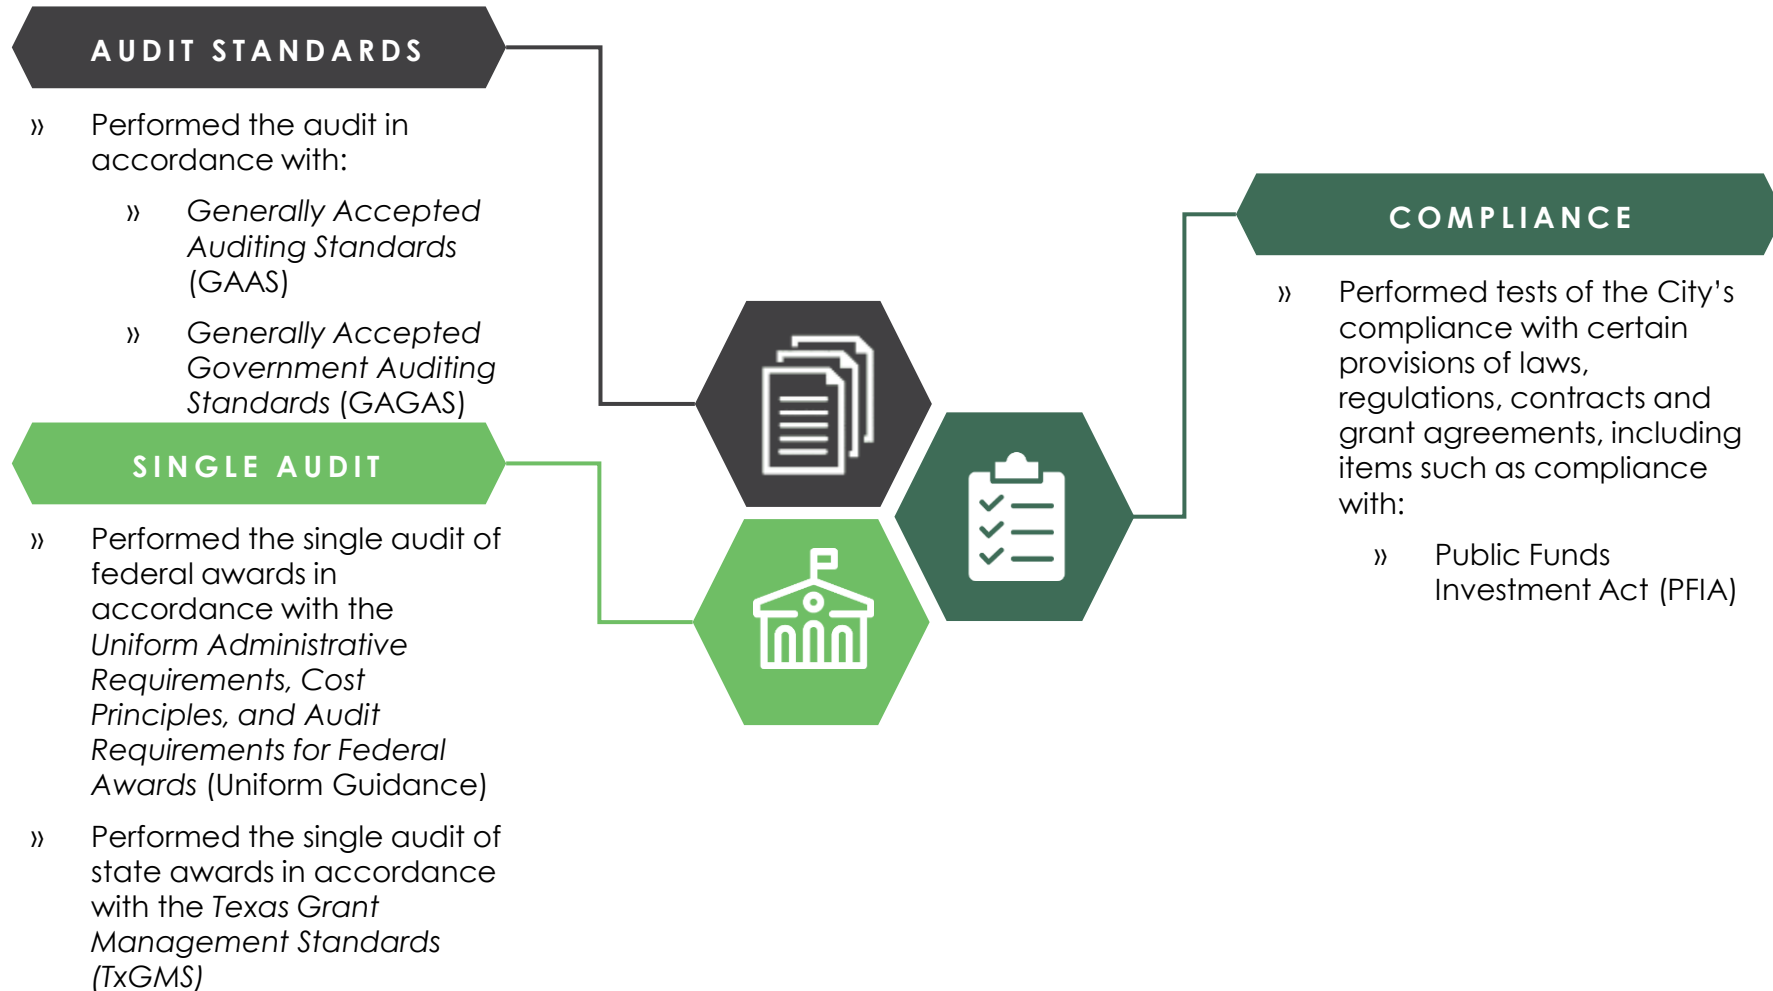 AUDIT STANDARDS
» Performed the audit in
accordance with:
» Generally Accepted
Auditing Standards
(GAAS)
» Generally Accepted
Government Auditing
Standards (GAGAS)
SINGLE AUDIT
» Performed the single audit of
federal awards in
accordance with the
Uniform Administrative
Requirements, Cost
Principles, and Audit
Requirements for Federal
Awards (Uniform Guidance)
» Performed the single audit of
state awards in accordance
with the Texas Grant
Management Standards
(TxGMS)
COMPLIANCE
» Performed tests of the City’s
compliance with certain
provisions of laws,
regulations, contracts and
grant agreements, including
items such as compliance
with:
» Public Funds
Investment Act (PFIA)